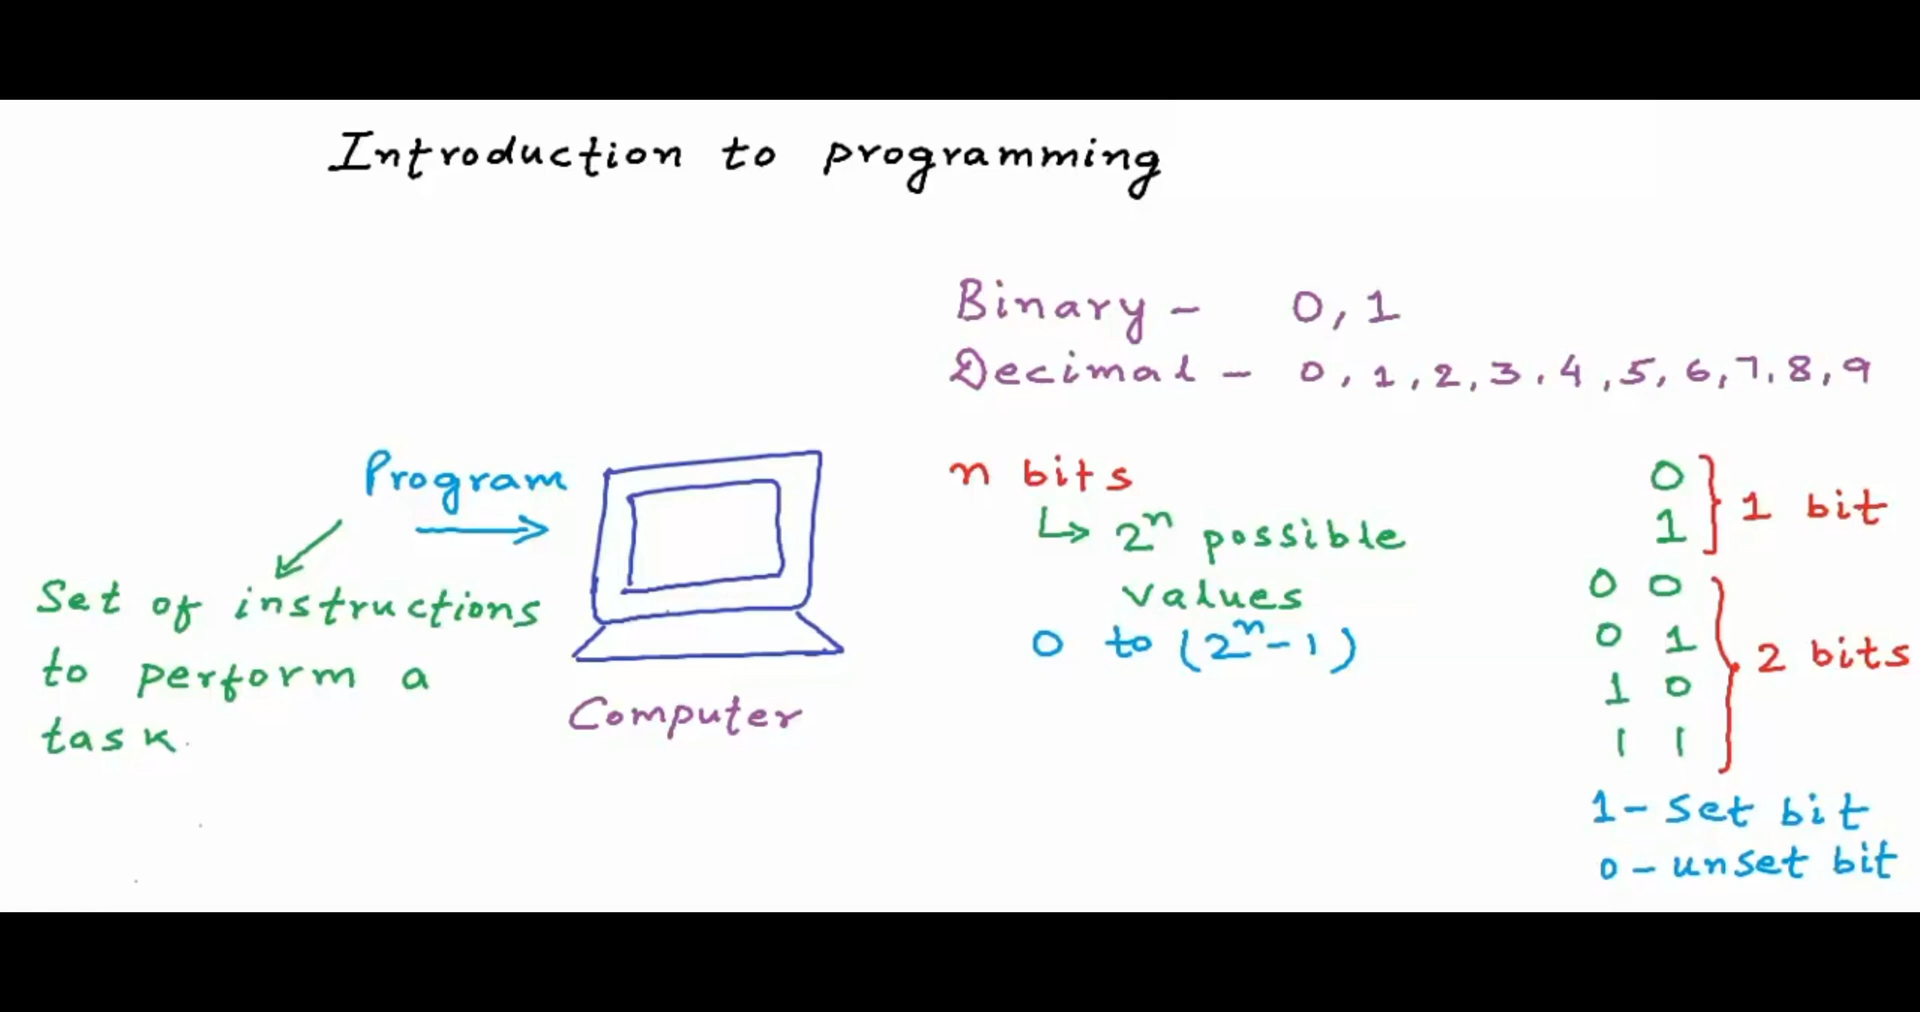 Introduction to programming
Binary - 0, 1
Decimal - 0, 1, 2, 3, 4, 5, 6, 7, 8, 9
Program
Set of instructions
to perform a
task
Computer
n bits
↳ 2ⁿ possible
values
0 to (2ⁿ-1)
0
1
1 bit
0 0
0 1
1 0
1 1
2 bits
1 - set bit
0 - unset bit